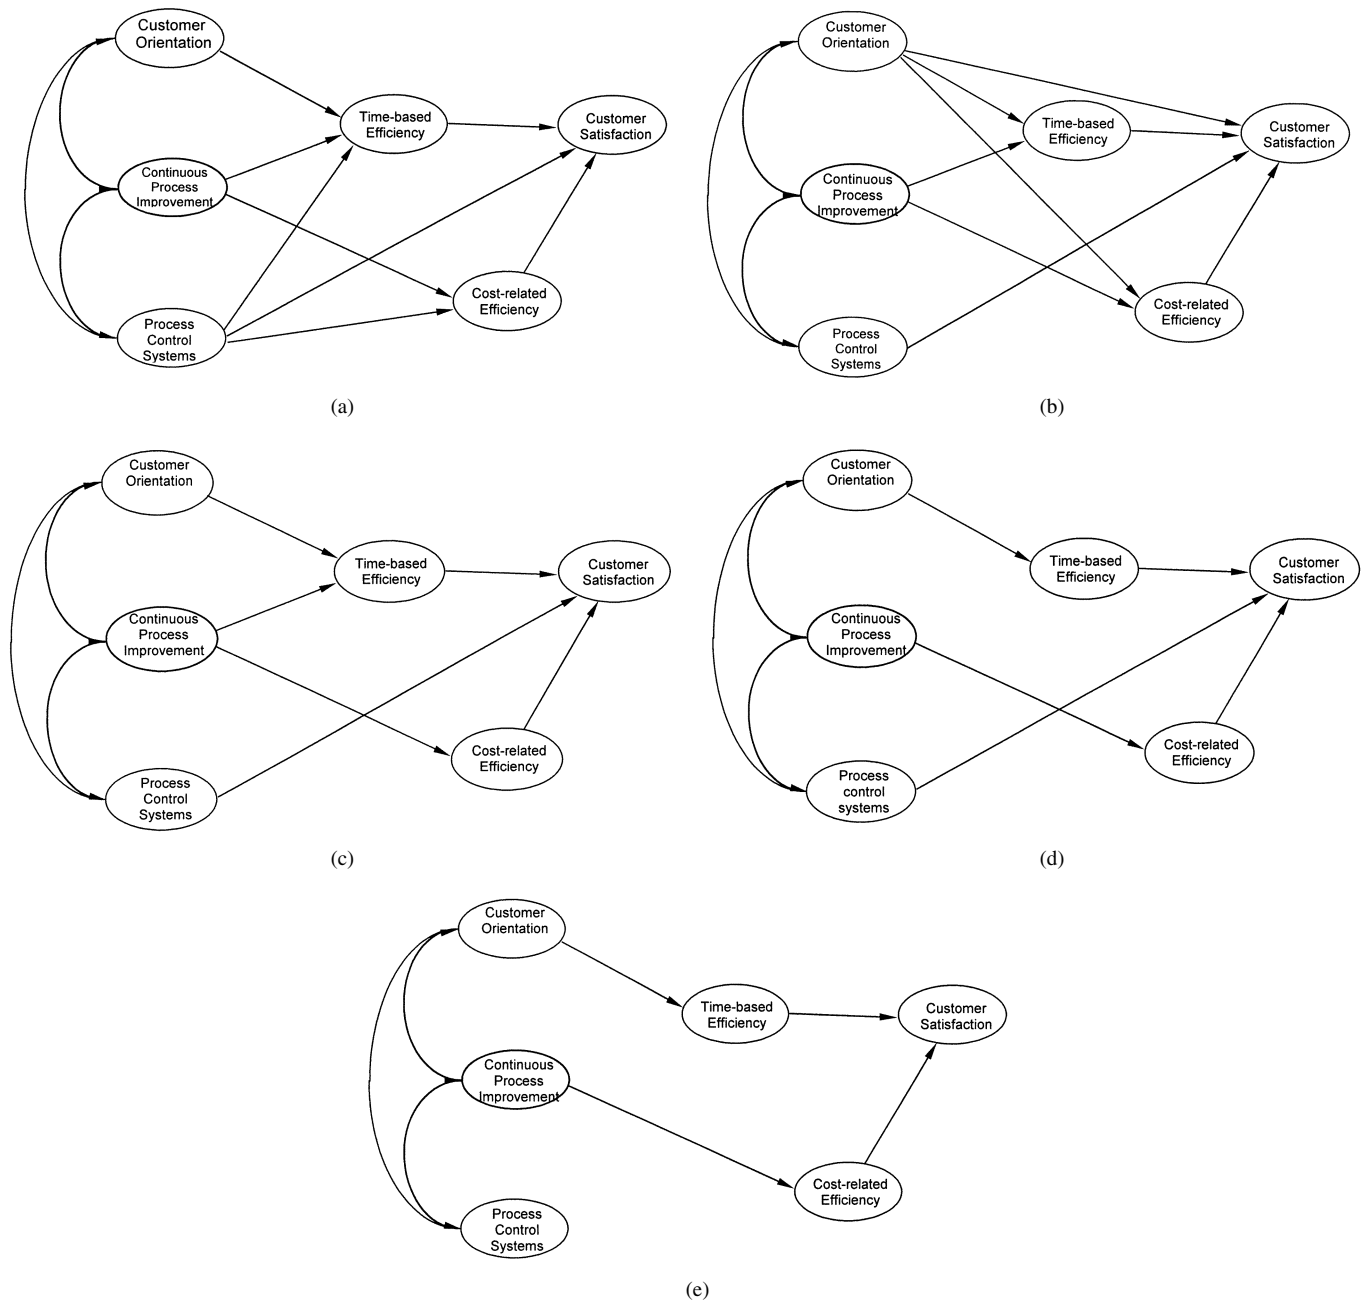 Customer
Orientation
Time-based
Efficiency
Customer
Satisfaction
Continuous
Process
Improvement
Cost-related
Efficiency
Process
Control
Systems
(a)
Customer
Orientation
Time-based
Efficiency
Customer
Satisfaction
Continuous
Process
Improvement
Cost-related
Efficiency
Process
Control
Systems
(b)
Customer
Orientation
Time-based
Efficiency
Customer
Satisfaction
Continuous
Process
Improvement
Cost-related
Efficiency
Process
Control
Systems
(c)
Customer
Orientation
Time-based
Efficiency
Customer
Satisfaction
Continuous
Process
Improvement
Cost-related
Efficiency
Process
control
systems
(d)
Customer
Orientation
Time-based
Efficiency
Customer
Satisfaction
Continuous
Process
Improvement
Cost-related
Efficiency
Process
Control
Systems
(e)